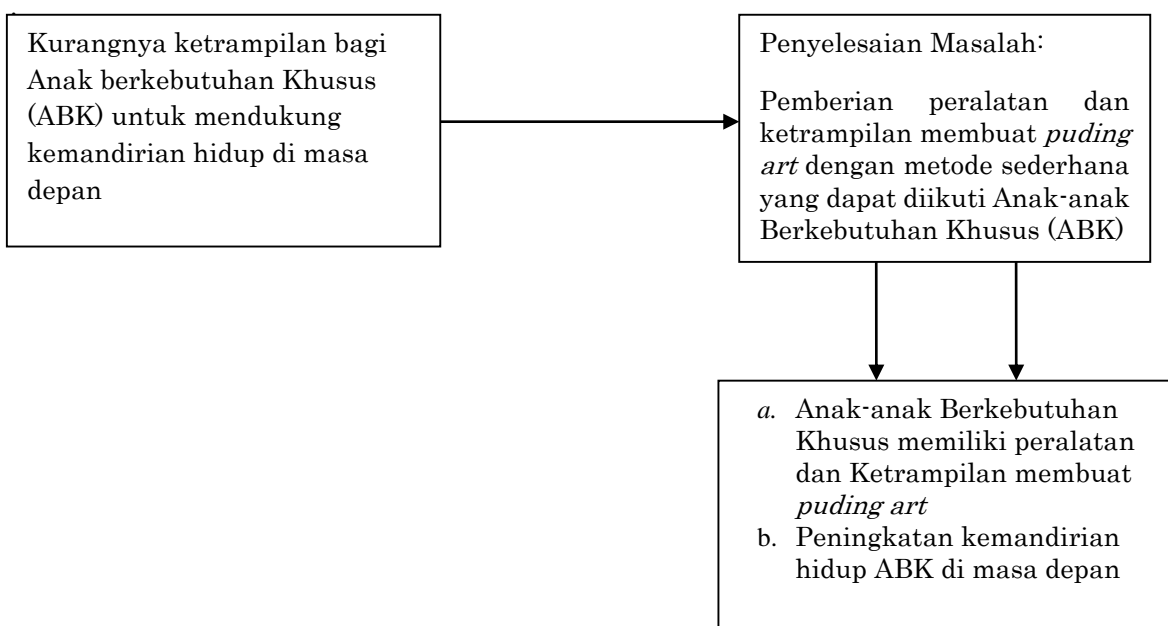 Kurangnya ketrampilan bagi
Anak berkebutuhan Khusus
(ABK) untuk mendukung
kemandirian hidup di masa
depan
Penyelesaian Masalah:
Pemberian peralatan dan
ketrampilan membuat puding
art dengan metode sederhana
yang dapat diikuti Anak-anak
Berkebutuhan Khusus (ABK)
a. Anak-anak Berkebutuhan
Khusus memiliki peralatan
dan Ketrampilan membuat
puding art
b. Peningkatan kemandirian
hidup ABK di masa depan